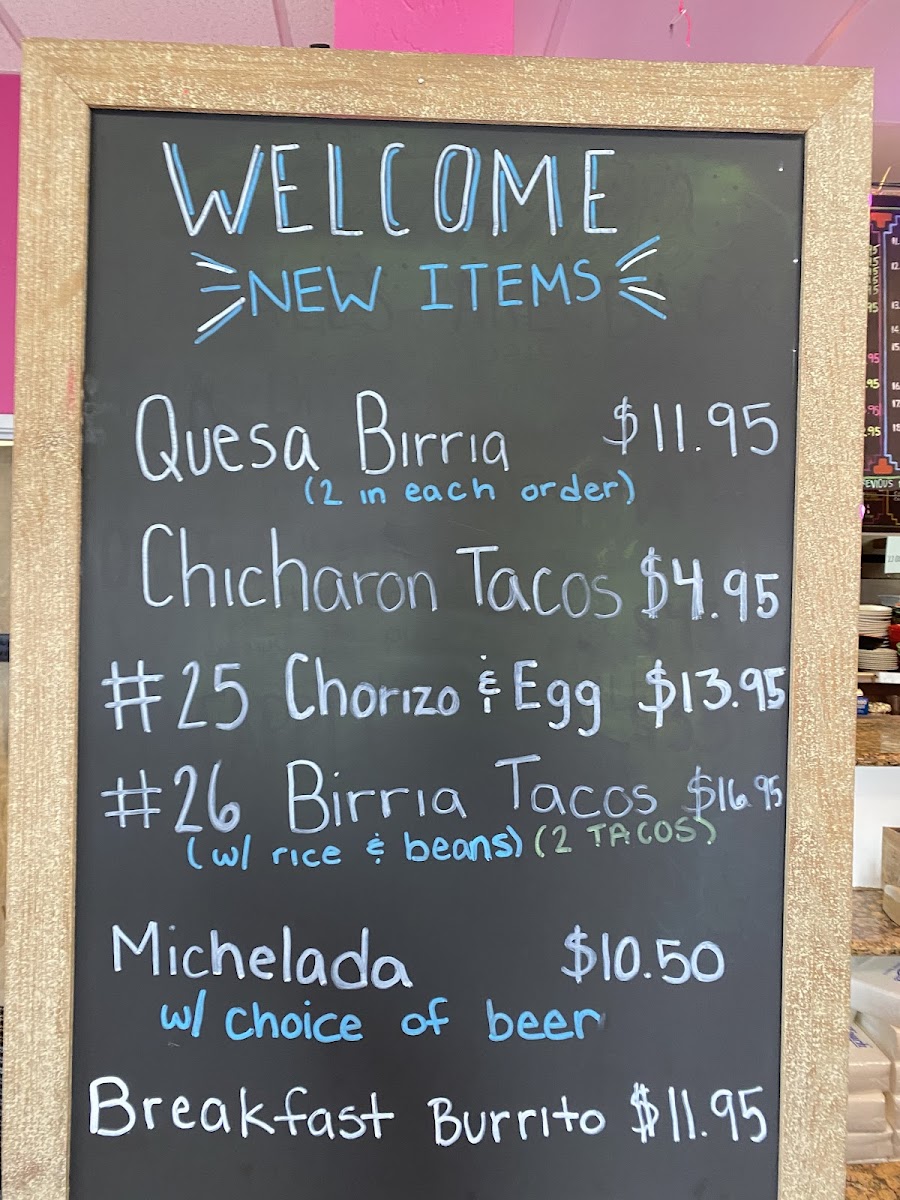 WELCOME
NEW ITEMS
Quesa Birria $11.95
(2 in each order)
Chicharon Tacos $4.95
#25 Chorizo & Egg $13.95
#26 Birria Tacos $16.95
(w/ rice & beans) (2 TACOS)
Michelada $10.50
w/ choice of beer
Breakfast Burrito $11.95